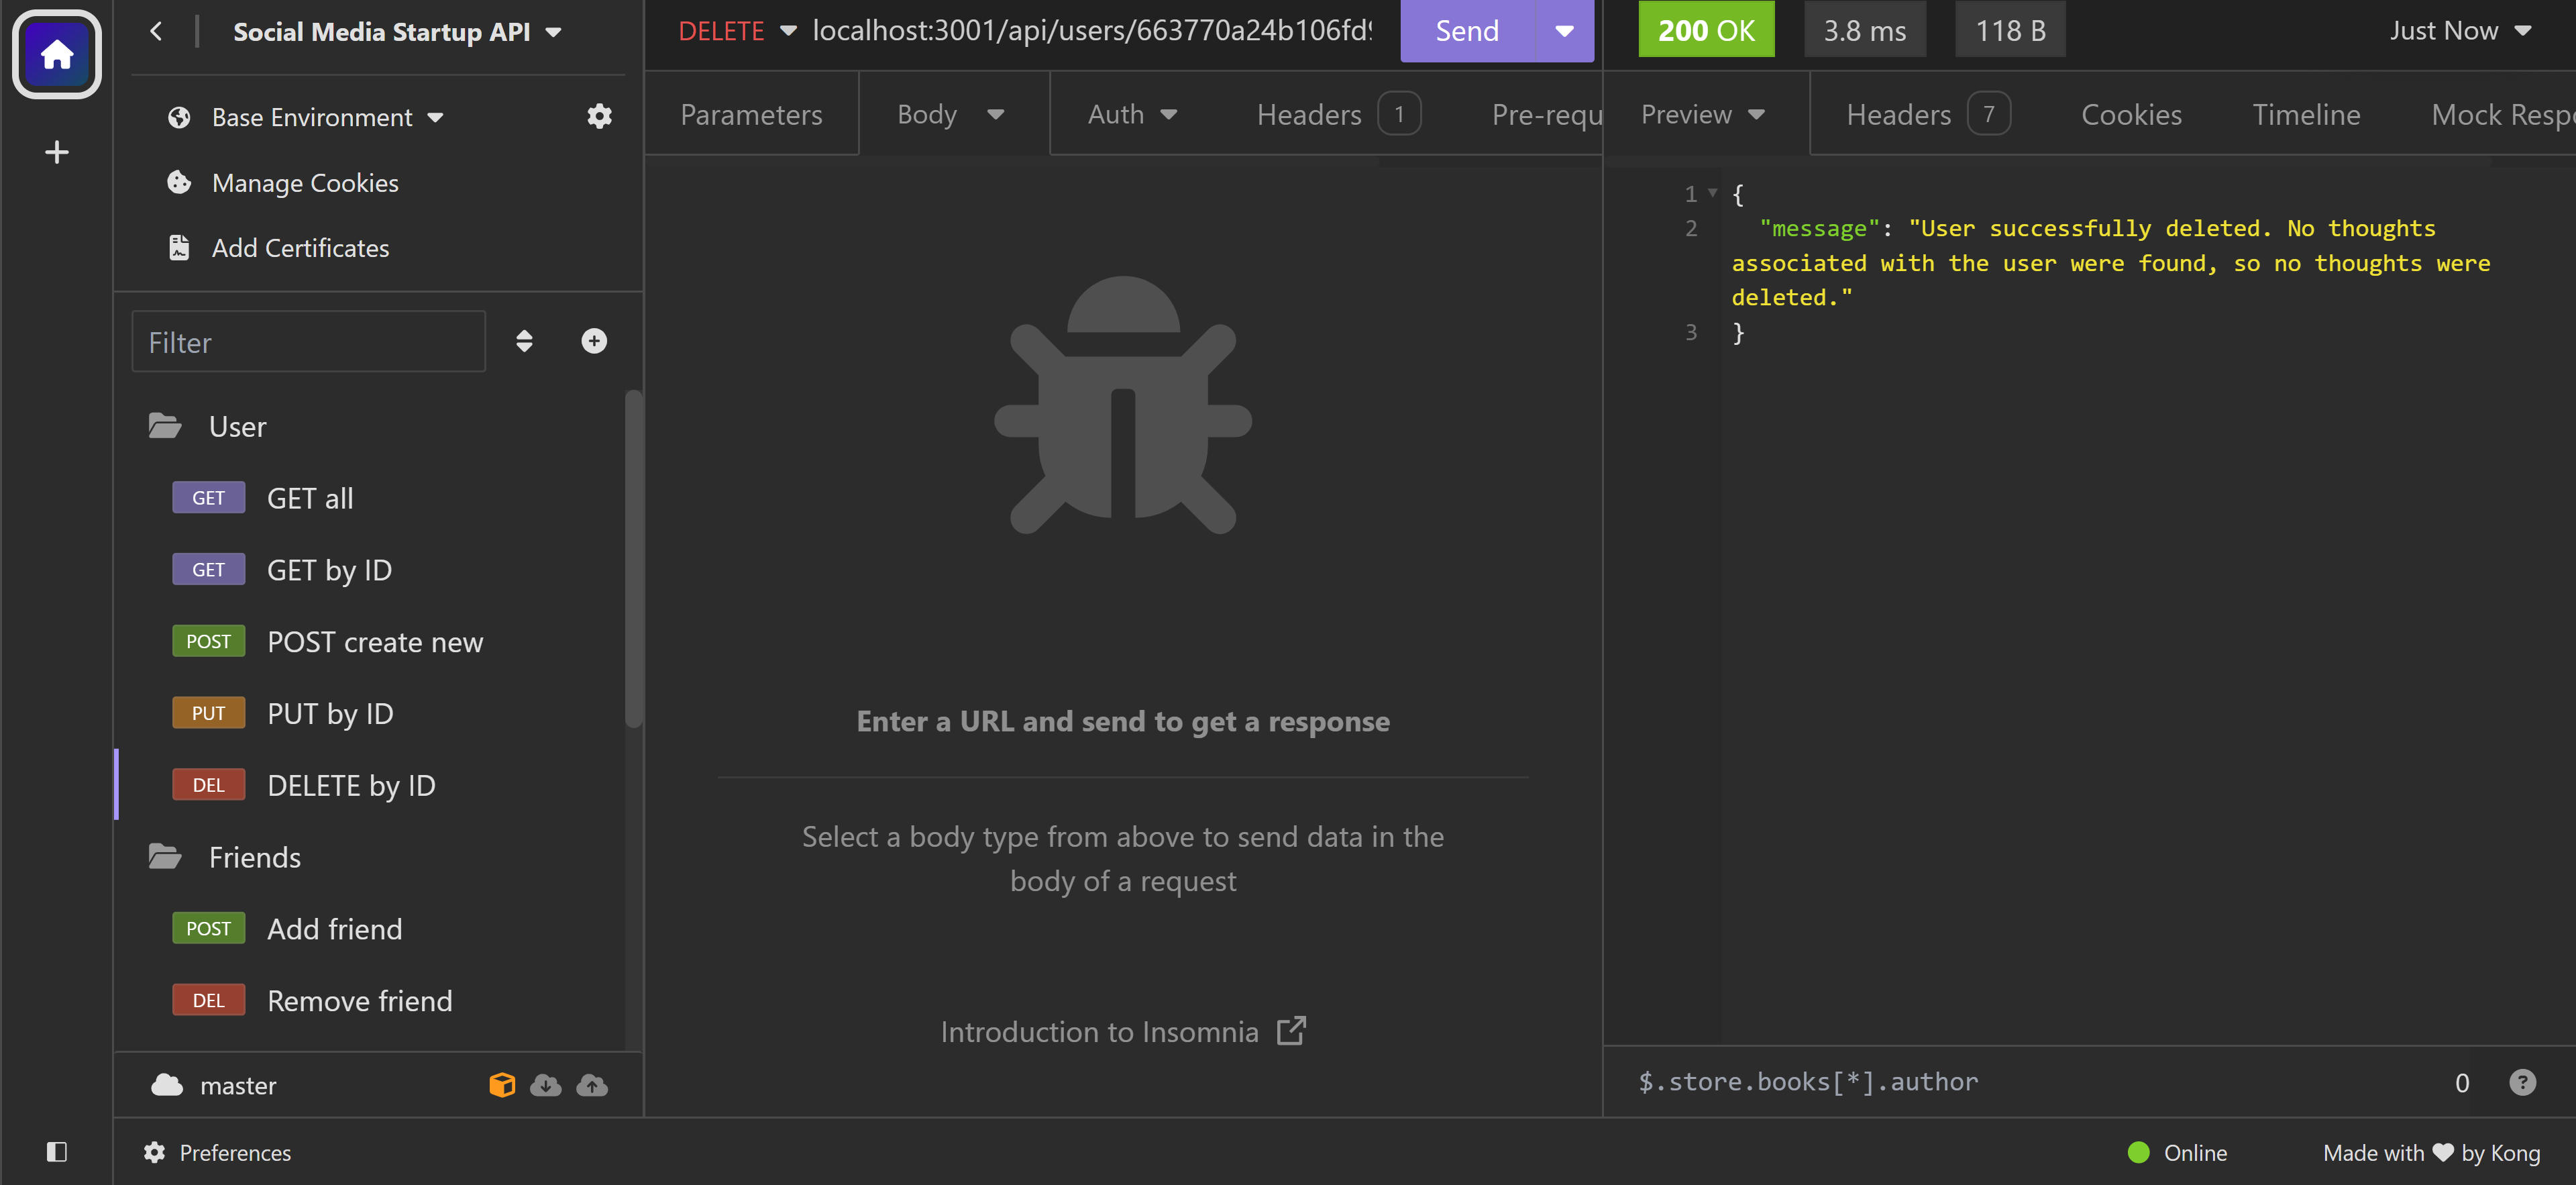 Social Media Startup API
Base Environment
Manage Cookies
Add Certificates
Filter
User
GET GET all
GET GET by ID
POST POST create new
PUT PUT by ID
DEL DELETE by ID
Friends
POST Add friend
DEL Remove friend
master
Preferences
DELETE localhost:3001/api/users/663770a24b106fd Send
Parameters Body Auth Headers 1 Pre-requ
Enter a URL and send to get a response
Select a body type from above to send data in the
body of a request
Introduction to Insomnia
200 OK 3.8 ms 118 B Just Now
Preview Headers 7 Cookies Timeline Mock Resp
1 {
2 "message": "User successfully deleted. No thoughts
associated with the user were found, so no thoughts were
deleted."
3 }
$.store.books[*].author 0 ?
Online Made with ♥ by Kong